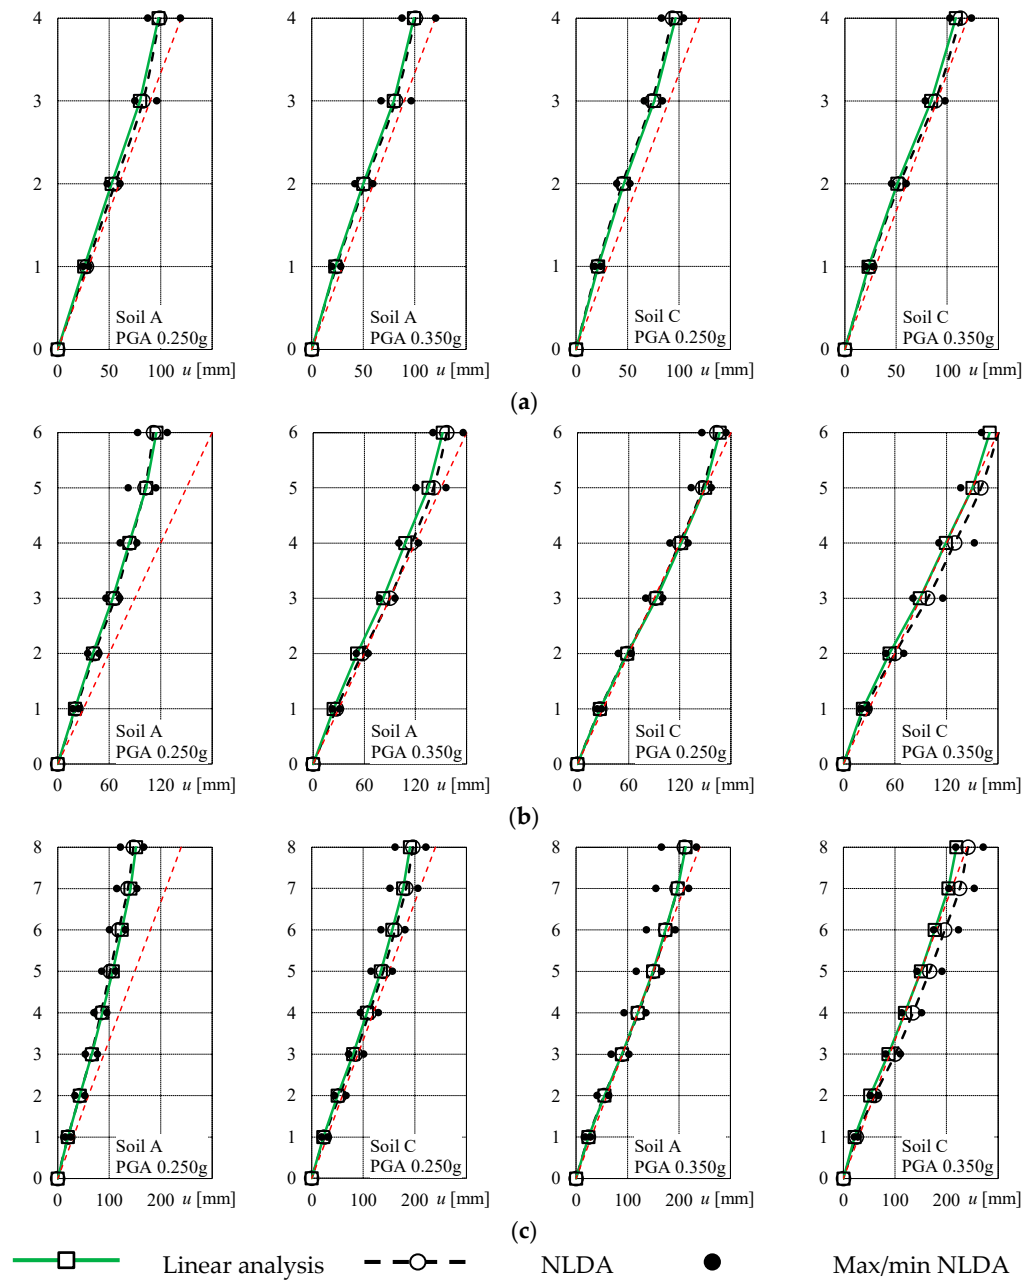 4 4 4 4
3 3 3 3
2 2 2 2
1 1 1 1
Soil A Soil A Soil C Soil C
PGA 0.250g PGA 0.350g PGA 0.250g PGA 0.350g
0 0 0 0
0 50 100 u [mm] 0 50 100 u [mm] 0 50 100 u [mm] 0 50 100 u [mm]
(a)
6 6 6 6
5 5 5 5
4 4 4 4
3 3 3 3
2 2 2 2
1 1 1 1
Soil A Soil A Soil C Soil C
PGA 0.250g PGA 0.350g PGA 0.250g PGA 0.350g
0 0 0 0
0 60 120 u [mm] 0 60 120 u [mm] 0 60 120 u [mm] 0 60 120 u [mm]
(b)
8 8 8 8
7 7 7 7
6 6 6 6
5 5 5 5
4 4 4 4
3 3 3 3
2 2 2 2
1 1 1 1
Soil A Soil C Soil A Soil C
PGA 0.250g PGA 0.250g PGA 0.350g PGA 0.350g
0 0 0 0
0 100 200 u [mm] 0 100 200 u [mm] 0 100 200 u [mm] 0 100 200 u [mm]
(c)
Linear analysis NLDA Max/min NLDA